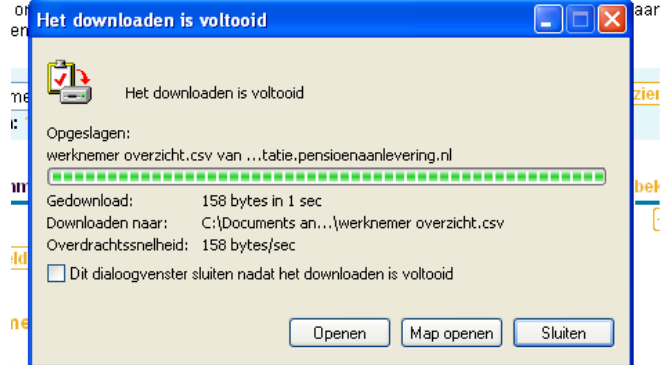 Het downloaden is voltooid
aar
Het downloaden is voltooid
Opgeslagen:
werknemer overzicht.csv van ...tatie.pensioenaanlevering.nl
Gedownload: 158 bytes in 1 sec
Downloaden naar: C:\Documents an...\werknemer overzicht.csv
Overdrachtssnelheid: 158 bytes/sec
Dit dialoogvenster sluiten nadat het downloaden is voltooid
Openen Map openen Sluiten